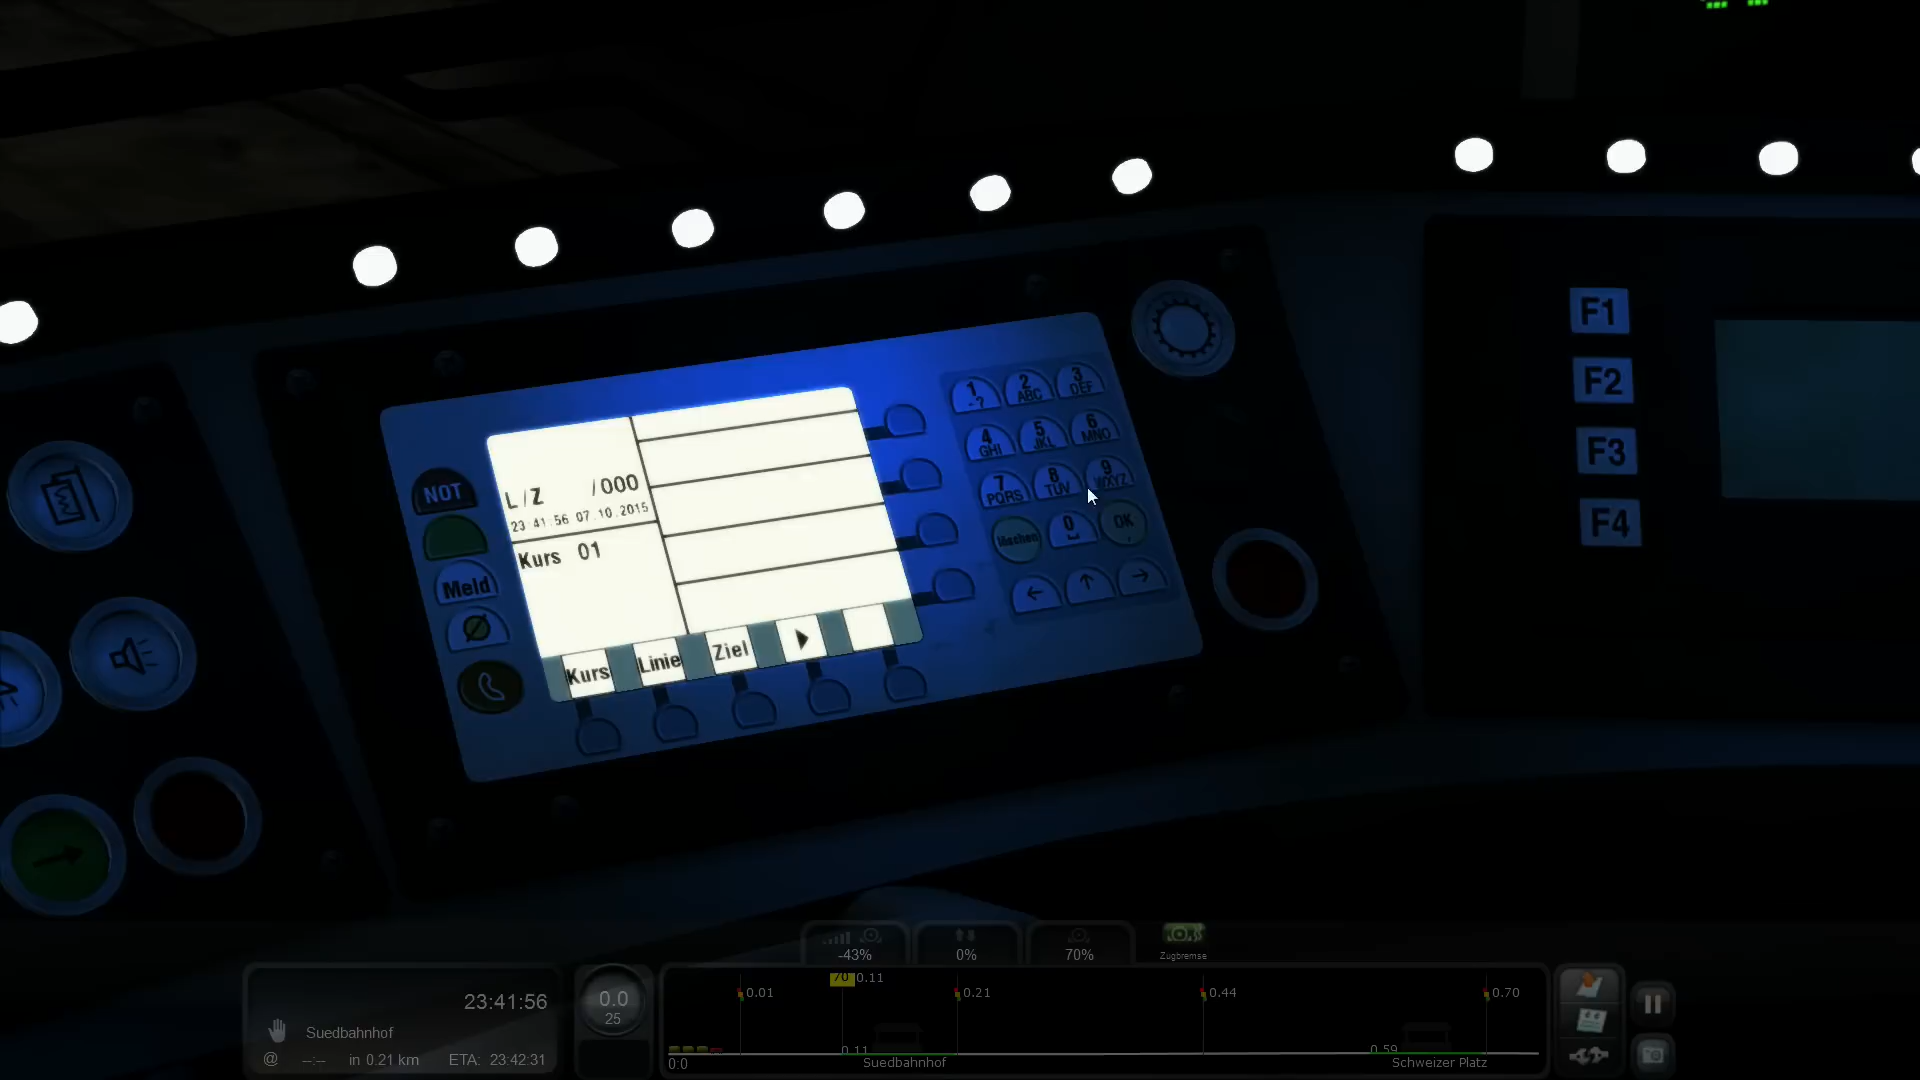 NOT
Meld
L/Z /000
23:41:56 07.10.2015
Kurs 01
Kurs
Linie
Ziel
1
-?
2
ABC
3
DEF
4
GHI
5
JKL
6
MNO
7
PQRS
8
TUV
9
WXYZ
löschen
0
OK
F1
F2
F3
F4
-43%
0%
70%
Zugbremse
23:41:56
Suedbahnhof
@ --:-- in 0.21 km ETA: 23:42:31
0.0
25
0.01
70
0.11
0.21
0.44
0.70
0.11
0.59
0:0
Suedbahnhof
Schweizer Platz